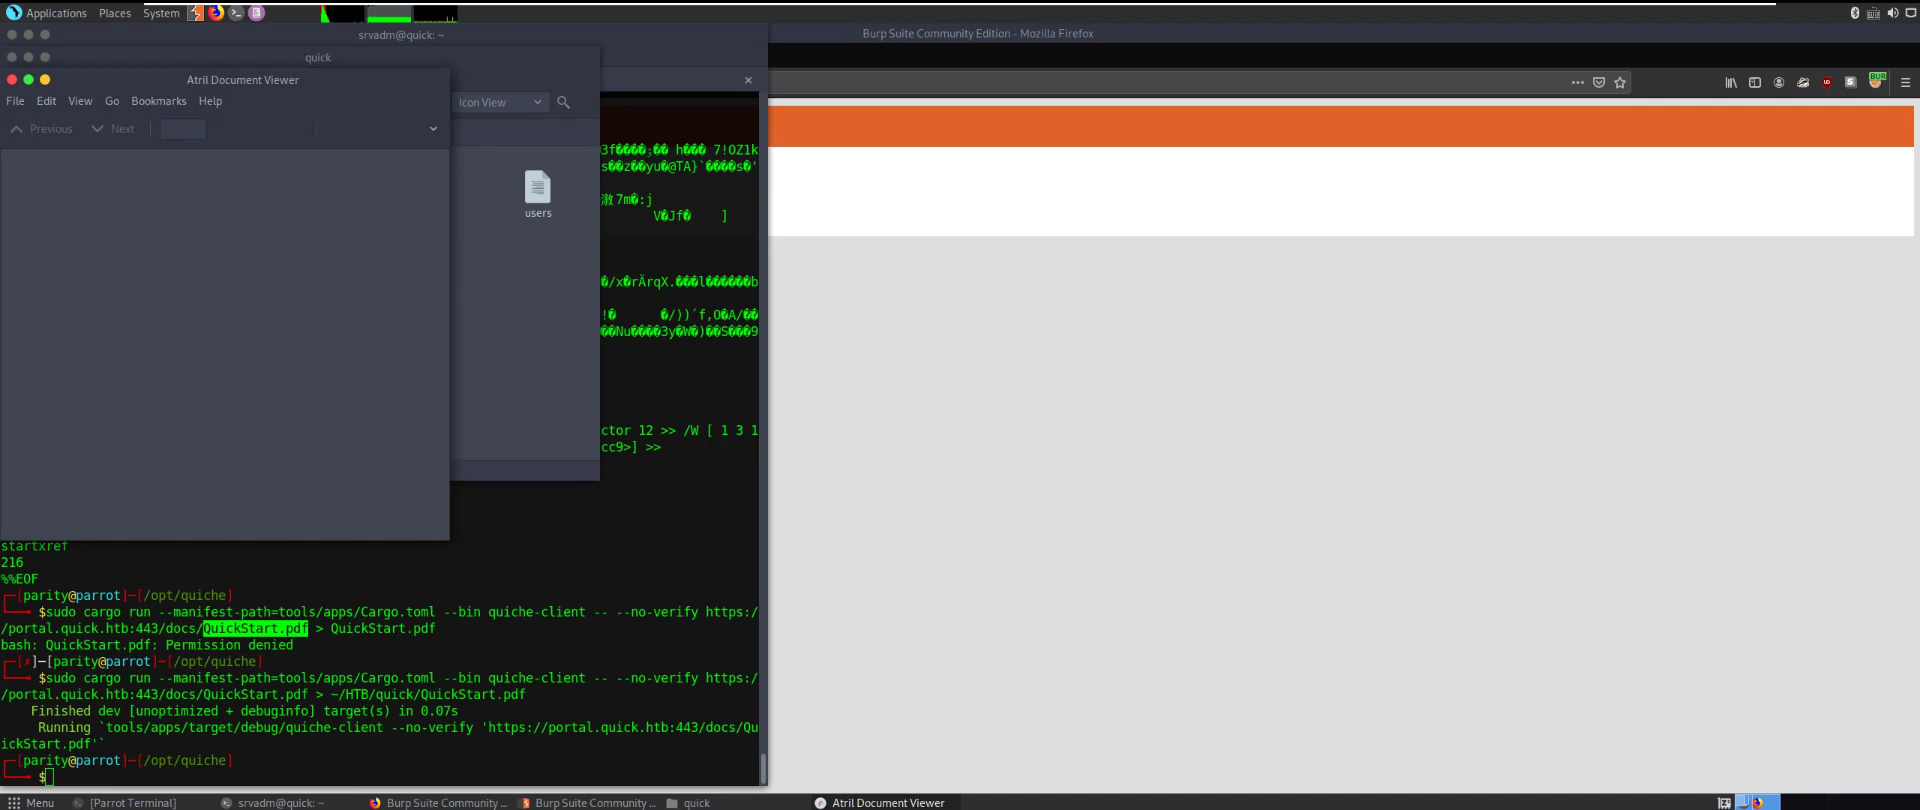 Applications Places System
srvadm@quick: ~
Burp Suite Community Edition - Mozilla Firefox
quick
Atril Document Viewer
File Edit View Go Bookmarks Help
Icon View
Previous Next
users
BUR
ctor 12 >> /W [ 1 3 1
cc9>] >>
startxref
216
%%EOF
┌─[parity@parrot]─[/opt/quiche]
└──╼ $sudo cargo run --manifest-path=tools/apps/Cargo.toml --bin quiche-client -- --no-verify https:/
/portal.quick.htb:443/docs/QuickStart.pdf > QuickStart.pdf
bash: QuickStart.pdf: Permission denied
┌─[✗]─[parity@parrot]─[/opt/quiche]
└──╼ $sudo cargo run --manifest-path=tools/apps/Cargo.toml --bin quiche-client -- --no-verify https:/
/portal.quick.htb:443/docs/QuickStart.pdf > ~/HTB/quick/QuickStart.pdf
Finished dev [unoptimized + debuginfo] target(s) in 0.07s
Running `tools/apps/target/debug/quiche-client --no-verify 'https://portal.quick.htb:443/docs/Qu
ickStart.pdf'`
┌─[parity@parrot]─[/opt/quiche]
└──╼ $
Menu [Parrot Terminal] srvadm@quick: ~ Burp Suite Community ... Burp Suite Community ... quick Atril Document Viewer